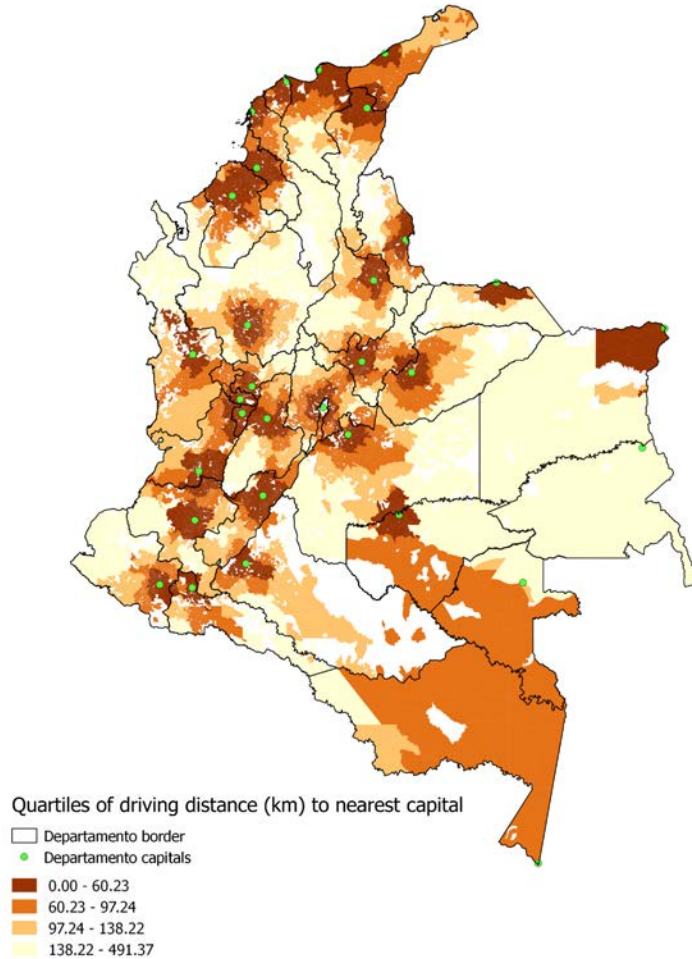 Quartiles of driving distance (km) to nearest capital
Departamento border
Departamento capitals
0.00 - 60.23
60.23 - 97.24
97.24 - 138.22
138.22 - 491.37